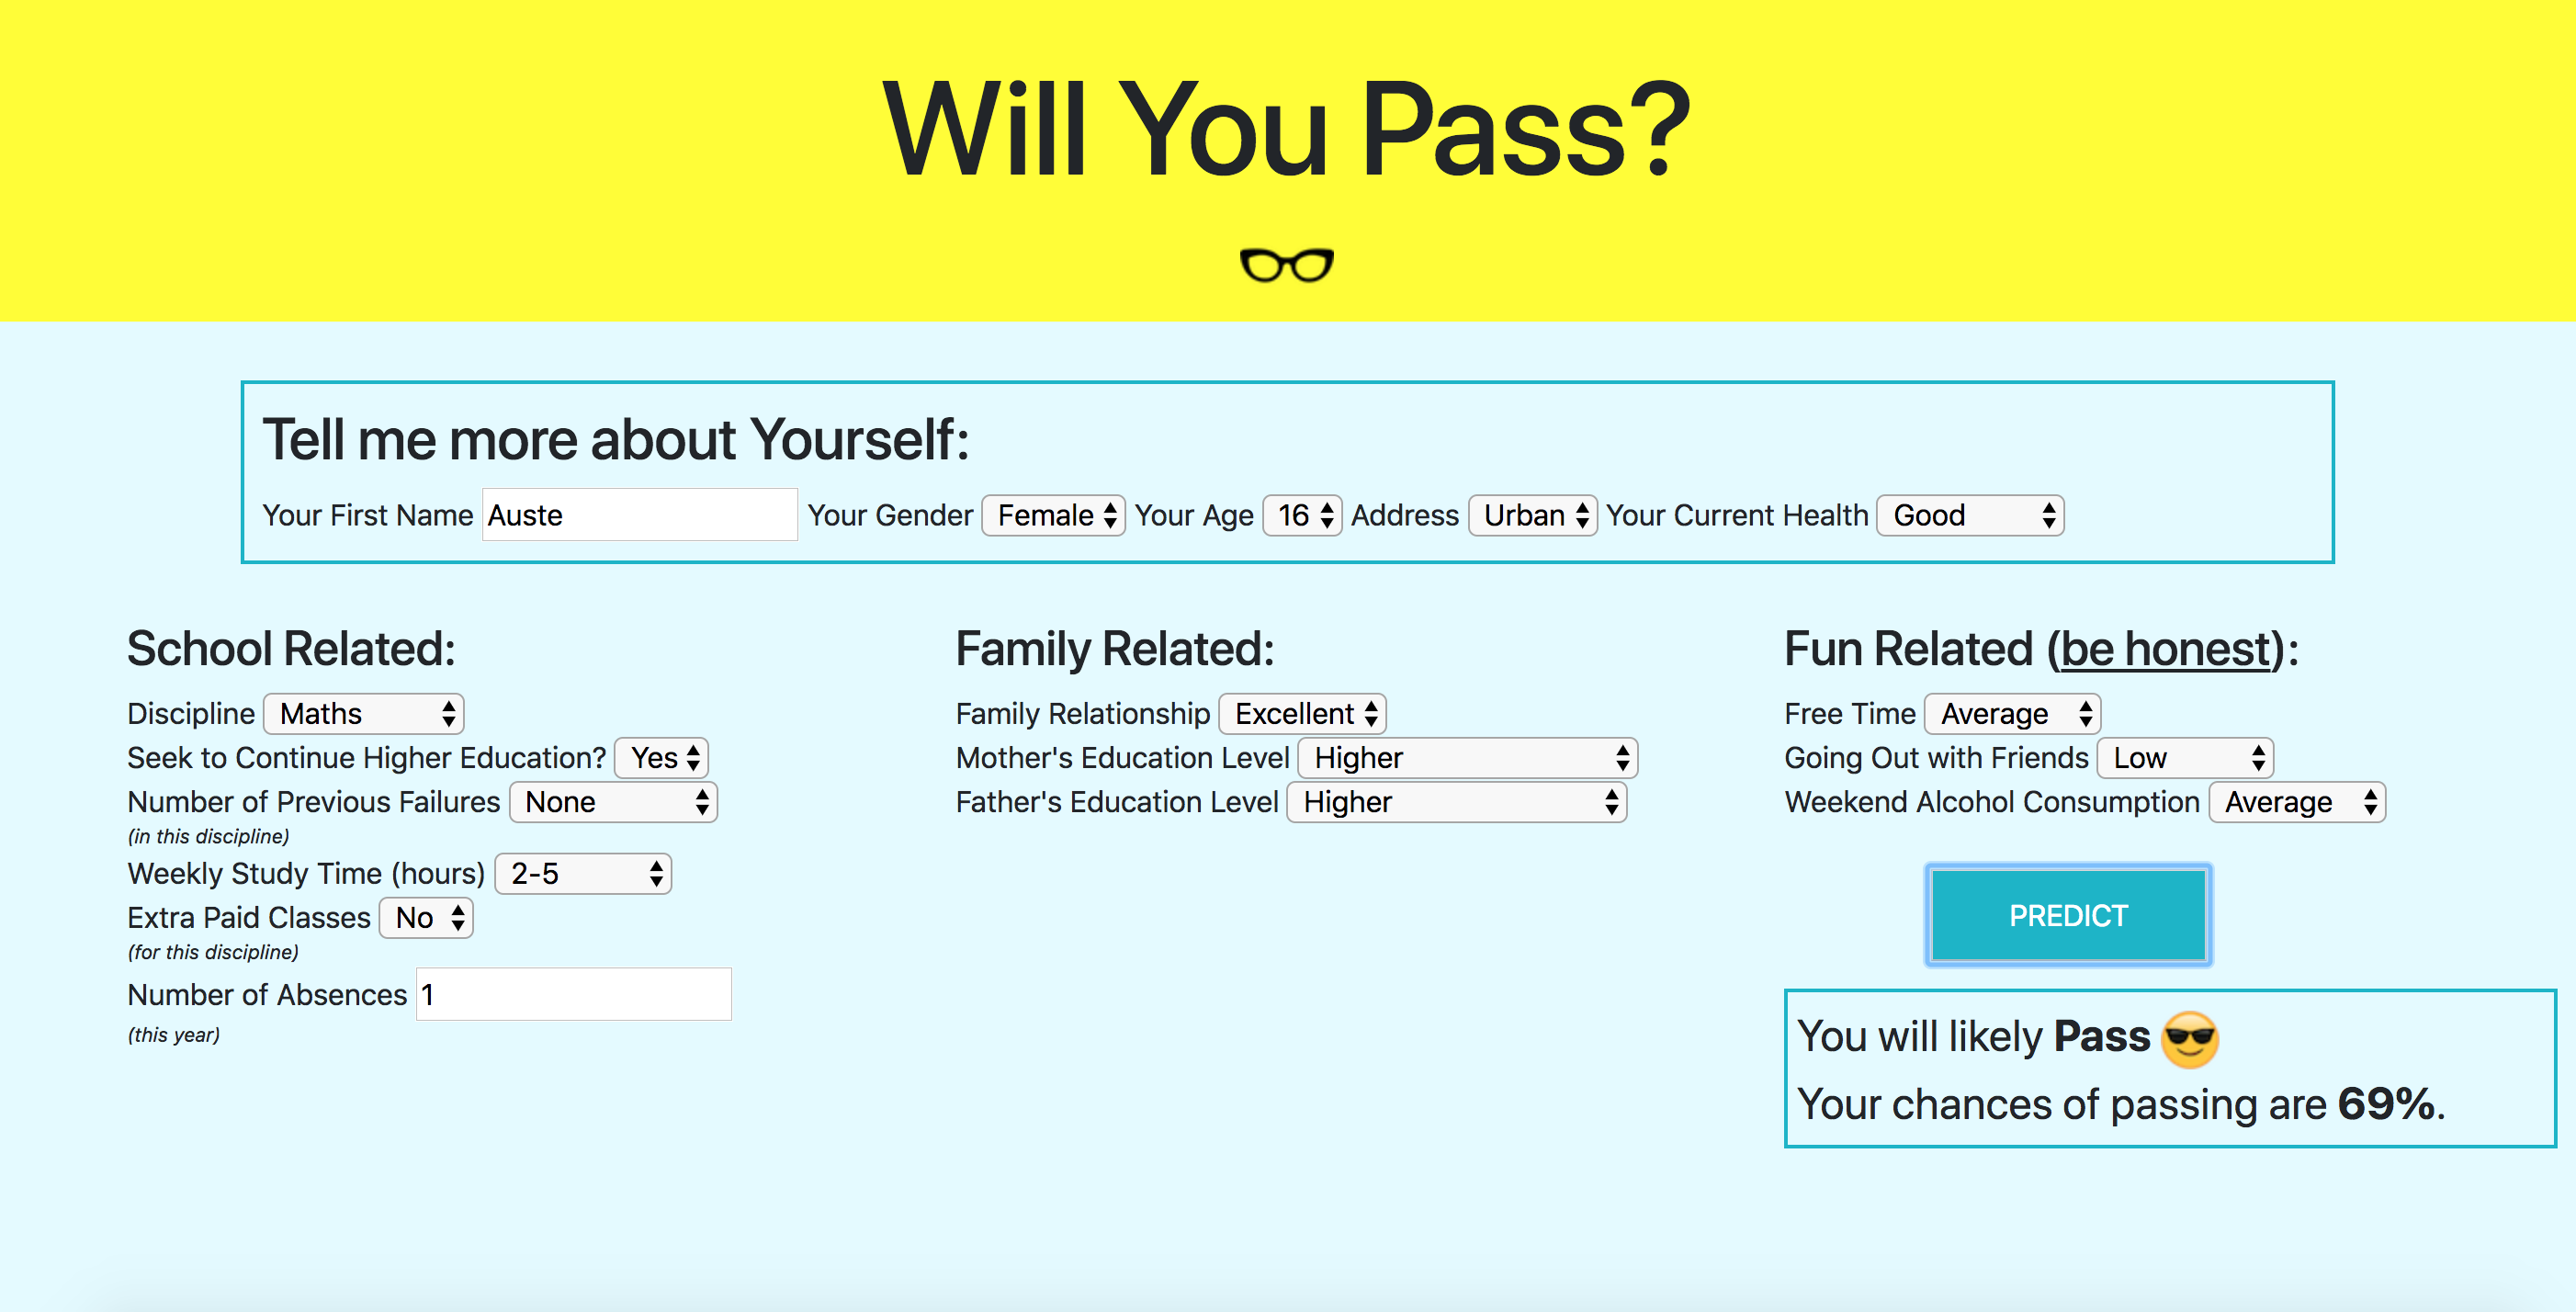 Will You Pass?
Tell me more about Yourself:
Your First Name Auste Your Gender Female Your Age 16 Address Urban Your Current Health Good
School Related:
Discipline Maths
Seek to Continue Higher Education? Yes
Number of Previous Failures None
(in this discipline)
Weekly Study Time (hours) 2-5
Extra Paid Classes No
(for this discipline)
Number of Absences 1
(this year)
Family Related:
Family Relationship Excellent
Mother's Education Level Higher
Father's Education Level Higher
Fun Related (be honest):
Free Time Average
Going Out with Friends Low
Weekend Alcohol Consumption Average
PREDICT
You will likely Pass 😎
Your chances of passing are 69%.